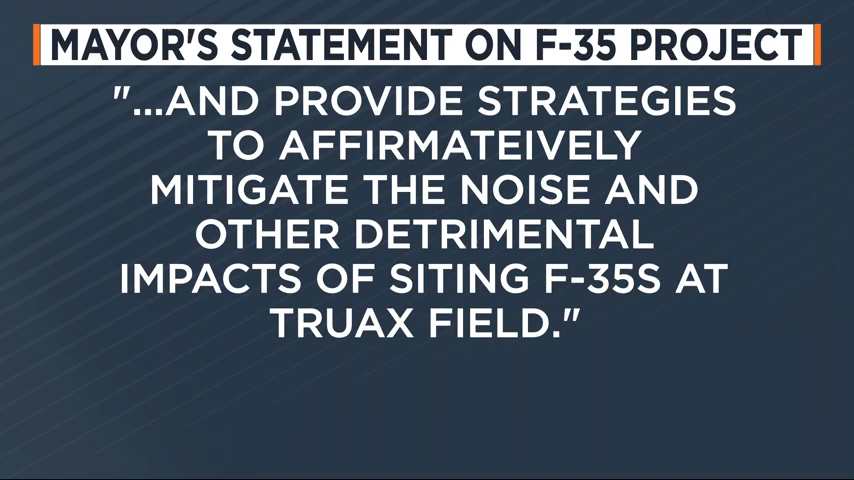 MAYOR'S STATEMENT ON F-35 PROJECT
"...AND PROVIDE STRATEGIES
TO AFFIRMATEIVELY
MITIGATE THE NOISE AND
OTHER DETRIMENTAL
IMPACTS OF SITING F-35S AT
TRUAX FIELD."